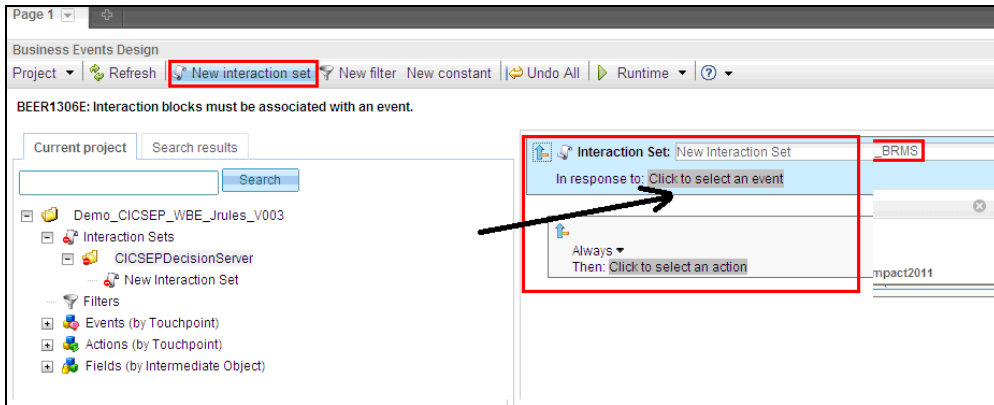 Page 1
Business Events Design
Project Refresh New interaction set New filter New constant Undo All Runtime ?
BEER1306E: Interaction blocks must be associated with an event.
Current project Search results
Search
Demo_CICSEP_WBE_Jrules_V003
Interaction Sets
CICSEPDecisionServer
New Interaction Set
Filters
Events (by Touchpoint)
Actions (by Touchpoint)
Fields (by Intermediate Object)
Interaction Set: New Interaction Set _BRMS
In response to: Click to select an event
Always
Then: Click to select an action
mpact2011